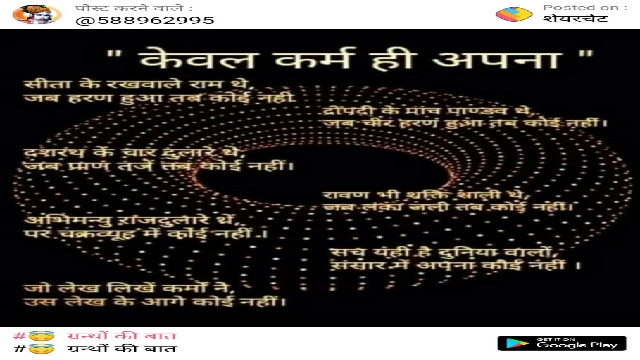 पोस्ट करने वाले :
@588962995
Posted on :
शेयरचैट
" केवल कर्म ही अपना "
सीता के रखवाले राम थे,
जब हरण हुआ तब कोई नही
द्रौपदी के पांच पाण्डव थे,
जब चीर हरण हुआ तब कोई नहीं।
दशरथ के चार दुलारे थे,
जब प्राण तजे तब कोई नहीं।
रावण भी शक्ति शाली थे
जब लंका जली तब कोई नहीं।
अभिमन्यु राजदुलारे थे,
पर चक्रव्यूह में कोई नहीं ।
सच यही है दुनिया वालों,
संसार में अपना कोई नहीं ।
जो लेख लिखें कर्मो ने,
उस लेख के आगे कोई नहीं।
#😇 ग्रन्थों की बात
#😇 ग्रन्थों की बात
GET IT ON
Google Play